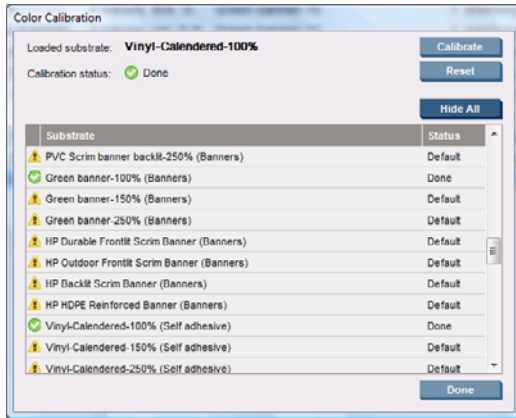 Color Calibration
Loaded substrate: Vinyl-Calendered-100% Calibrate
Calibration status: Done Reset
Hide All
Substrate Status
PVC Scrim banner backlit-250% (Banners) Default
Green banner-100% (Banners) Done
Green banner-150% (Banners) Default
Green banner-250% (Banners) Default
HP Durable Frontlit Scrim Banner (Banners) Default
HP Outdoor Frontlit Scrim Banner (Banners) Default
HP Backlit Scrim Banner (Banners) Default
HP HDPE Reinforced Banner (Banners) Default
Vinyl-Calendered-100% (Self adhesive) Done
Vinyl-Calendered-150% (Self adhesive) Default
Vinyl-Calendered-250% (Self adhesive) Default
Done